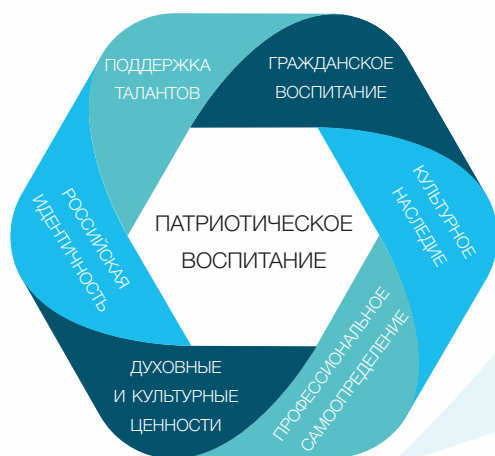 ПОДДЕРЖКА
ТАЛАНТОВ
ГРАЖДАНСКОЕ
ВОСПИТАНИЕ
КУЛЬТУРНОЕ
НАСЛЕДИЕ
ПАТРИОТИЧЕСКОЕ
ВОСПИТАНИЕ
РОССИЙСКАЯ
ИДЕНТИЧНОСТЬ
ДУХОВНЫЕ
И КУЛЬТУРНЫЕ
ЦЕННОСТИ
ПРОФЕССИОНАЛЬНОЕ
САМООПРЕДЕЛЕНИЕ